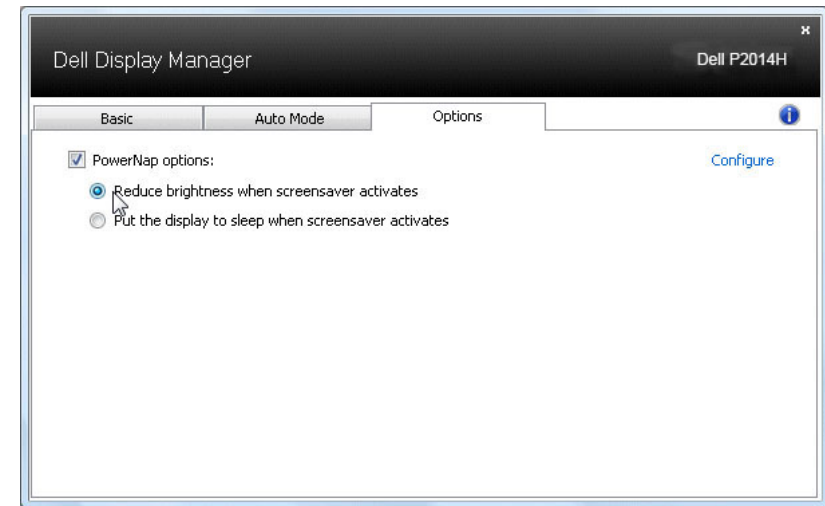 x
Dell Display Manager
Dell P2014H
Basic
Auto Mode
Options
i
PowerNap options:
Configure
Reduce brightness when screensaver activates
Put the display to sleep when screensaver activates